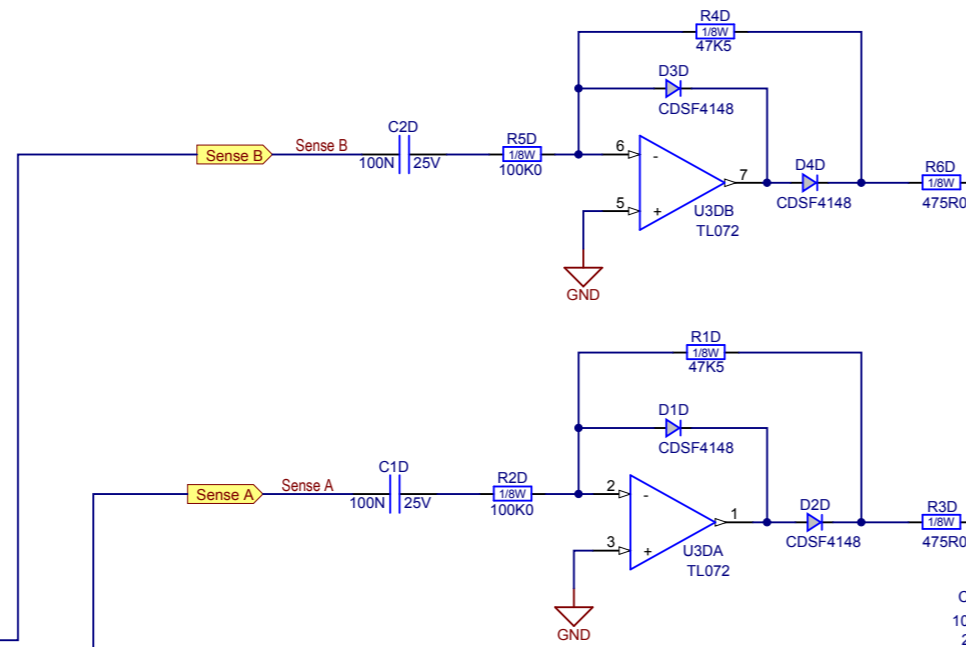 R4D
1/8W
47K5
D3D
CDSF4148
C2D
100N
25V
Sense B
Sense B
R5D
1/8W
100K0
6
-
5
+
7
U3DB
TL072
D4D
CDSF4148
R6D
1/8W
475R0
GND
R1D
1/8W
47K5
D1D
CDSF4148
C1D
100N
25V
Sense A
Sense A
R2D
1/8W
100K0
2
-
3
+
1
U3DA
TL072
D2D
CDSF4148
R3D
1/8W
475R0
GND
C
10
2